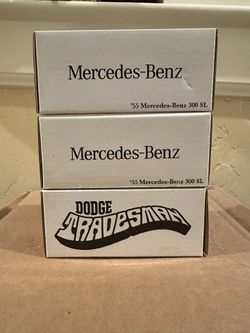 Mercedes-Benz
'55 Mercedes-Benz 300 SL
Mercedes-Benz
'55 Mercedes-Benz 300 SL
DODGE
TRADESMAN